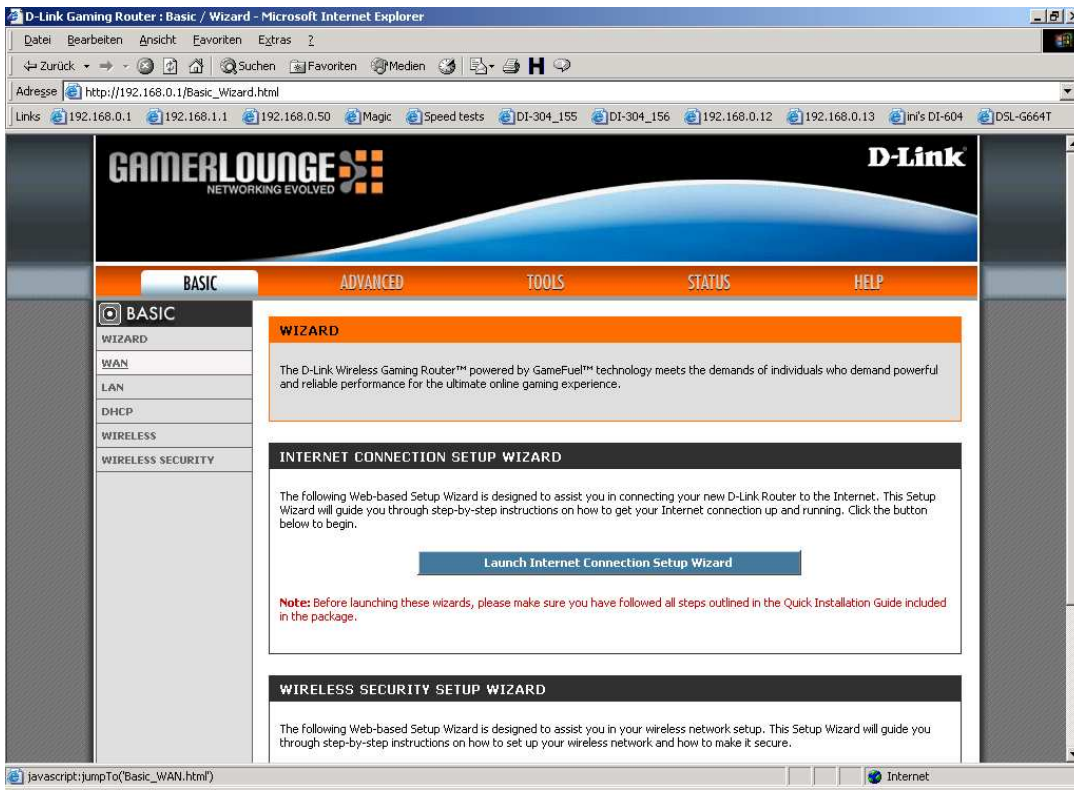 D-Link Gaming Router : Basic / Wizard - Microsoft Internet Explorer
Datei Bearbeiten Ansicht Favoriten Extras ?
Zurück Suchen Favoriten Medien
Adresse http://192.168.0.1/Basic_Wizard.html
Links 192.168.0.1 192.168.1.1 192.168.0.50 Magic Speed tests DI-304_155 DI-304_156 192.168.0.12 192.168.0.13 ini's DI-604 DSL-G664T
GAMERLOUNGE
NETWORKING EVOLVED
D-Link
BASIC ADVANCED TOOLS STATUS HELP
BASIC
WIZARD
WAN
LAN
DHCP
WIRELESS
WIRELESS SECURITY
WIZARD
The D-Link Wireless Gaming Router™ powered by GameFuel™ technology meets the demands of individuals who demand powerful
and reliable performance for the ultimate online gaming experience.
INTERNET CONNECTION SETUP WIZARD
The following Web-based Setup Wizard is designed to assist you in connecting your new D-Link Router to the Internet. This Setup
Wizard will guide you through step-by-step instructions on how to get your Internet connection up and running. Click the button
below to begin.
Launch Internet Connection Setup Wizard
Note: Before launching these wizards, please make sure you have followed all steps outlined in the Quick Installation Guide included
in the package.
WIRELESS SECURITY SETUP WIZARD
The following Web-based Setup Wizard is designed to assist you in your wireless network setup. This Setup Wizard will guide you
through step-by-step instructions on how to set up your wireless network and how to make it secure.
javascript:jumpTo('Basic_WAN.html')
Internet